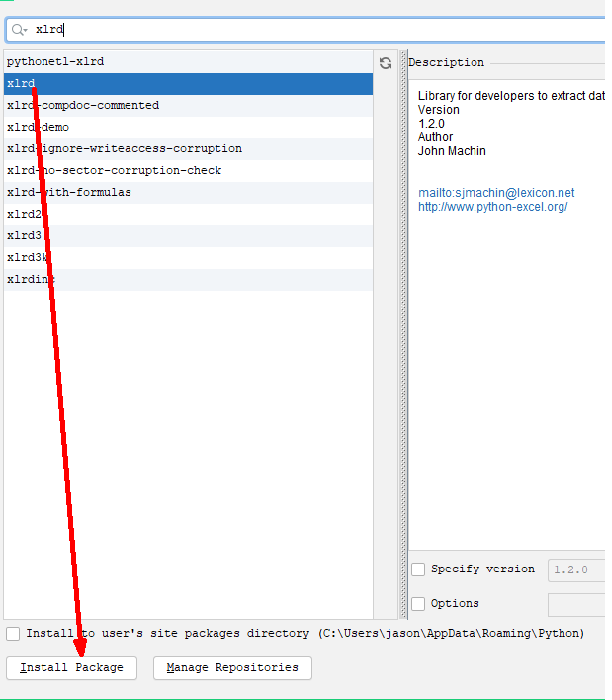 xlrd
pythonetl-xlrd
xlrd
xlrd-compdoc-commented
xlrd-demo
xlrd-ignore-writeaccess-corruption
xlrd-no-sector-corruption-check
xlrd-with-formulas
xlrd2
xlrd3
xlrd3k
Description
Library for developers to extract dat
Version
1.2.0
Author
John Machin
mailto:sjmachin@lexicon.net
http://www.python-excel.org/
Specify version 1.2.0
Options
Install to user's site packages directory (C:\Users\jason\AppData\Roaming\Python)
Install Package
Manage Repositories